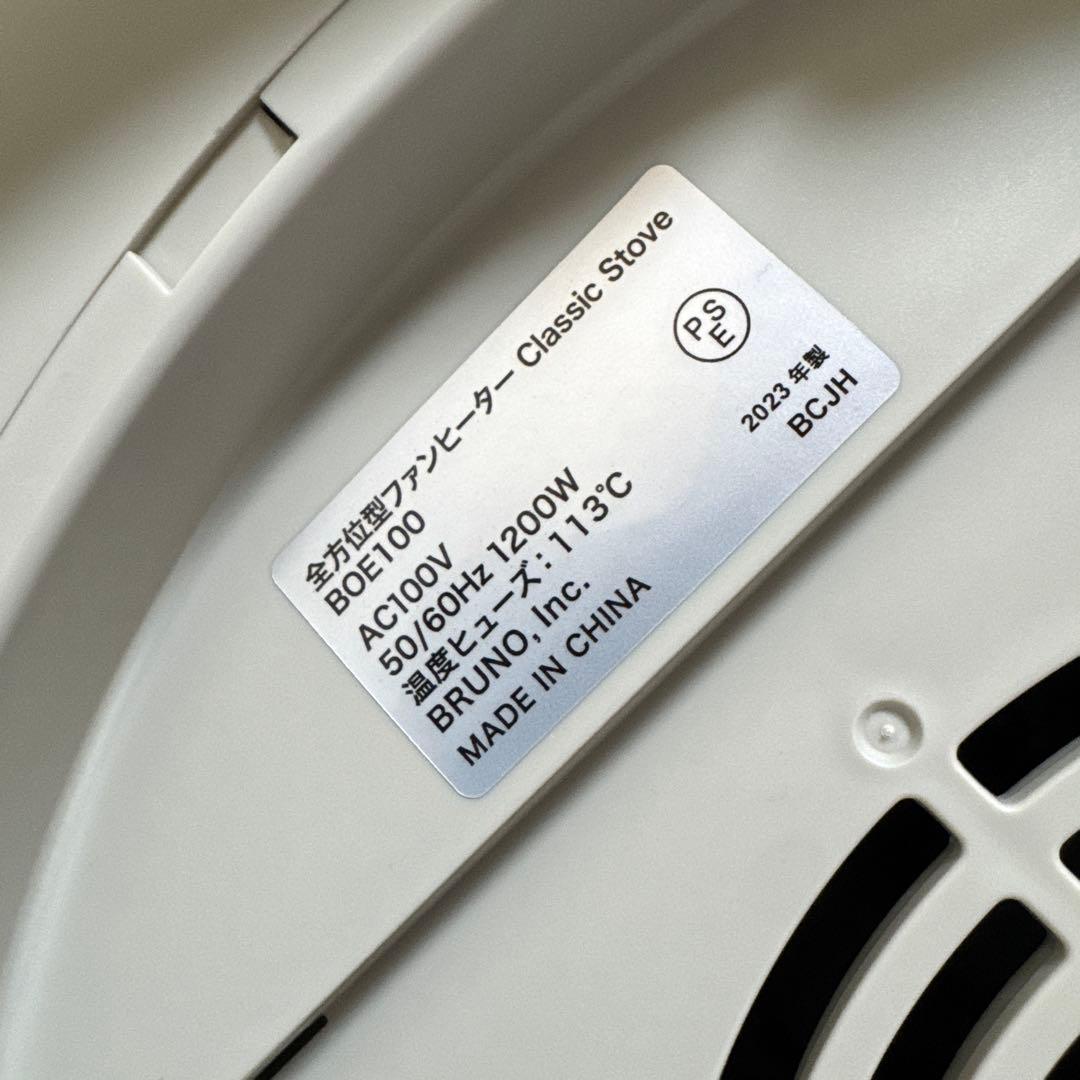 全方位型ファンヒーター Classic Stove
BOE100
AC100V
50/60Hz 1200W
温度ヒューズ：113℃
BRUNO, Inc.
MADE IN CHINA
PSE
2023 年製
BCJH